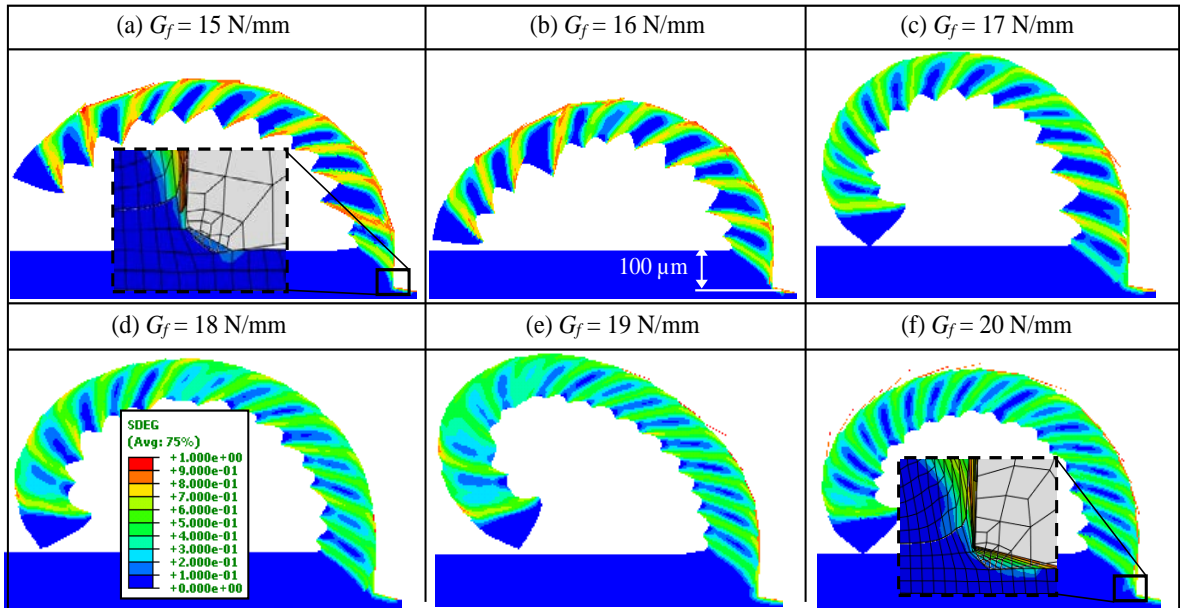 (a) Gf = 15 N/mm
(b) Gf = 16 N/mm
(c) Gf = 17 N/mm
100 µm
(d) Gf = 18 N/mm
(e) Gf = 19 N/mm
(f) Gf = 20 N/mm
SDEG
(Avg: 75%)
+1.000e+00
+9.000e-01
+8.000e-01
+7.000e-01
+6.000e-01
+5.000e-01
+4.000e-01
+3.000e-01
+2.000e-01
+1.000e-01
+0.000e+00